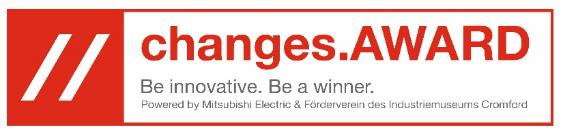 // changes.AWARD
Be innovative. Be a winner.
Powered by Mitsubishi Electric & Förderverein des Industriemuseums Cromford